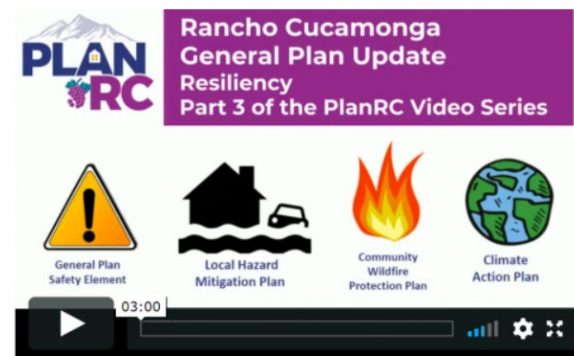 PLAN
RC
Rancho Cucamonga
General Plan Update
Resiliency
Part 3 of the PlanRC Video Series
General Plan
Safety Element
Local Hazard
Mitigation Plan
Community
Wildfire
Protection Plan
Climate
Action Plan
03:00